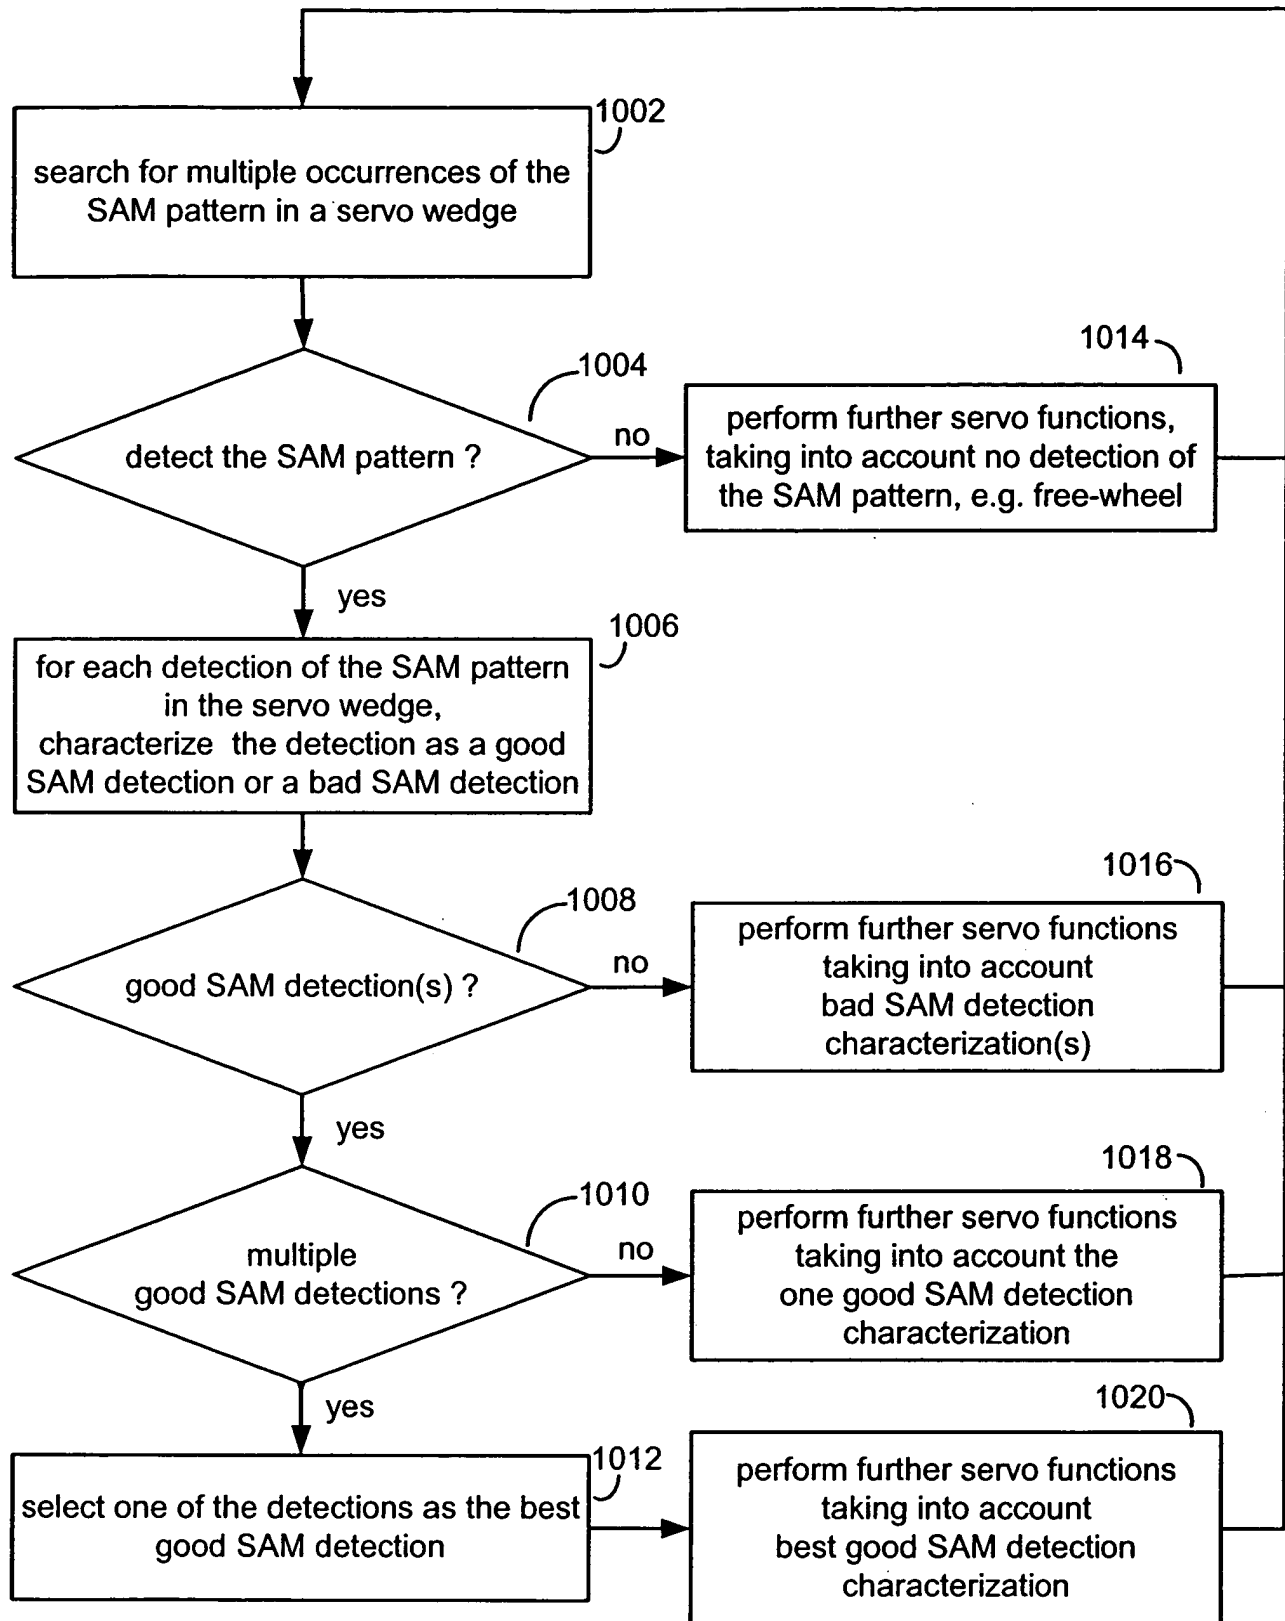 1002
search for multiple occurrences of the
SAM pattern in a servo wedge
1004
detect the SAM pattern ?
no
1014
perform further servo functions,
taking into account no detection of
the SAM pattern, e.g. free-wheel
yes
1006
for each detection of the SAM pattern
in the servo wedge,
characterize the detection as a good
SAM detection or a bad SAM detection
1008
good SAM detection(s) ?
no
1016
perform further servo functions
taking into account
bad SAM detection
characterization(s)
yes
1010
multiple
good SAM detections ?
no
1018
perform further servo functions
taking into account the
one good SAM detection
characterization
yes
1012
select one of the detections as the best
good SAM detection
1020
perform further servo functions
taking into account
best good SAM detection
characterization